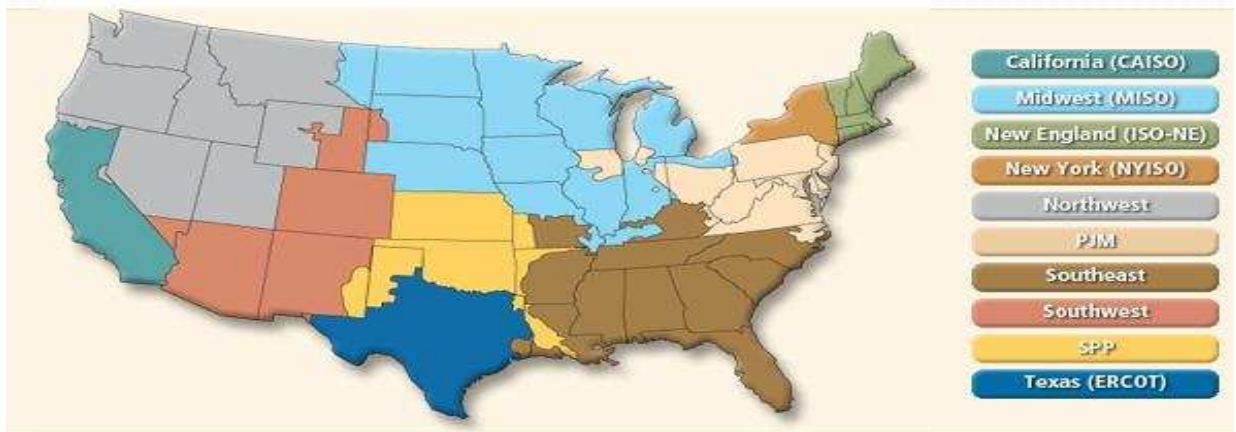 California (CAISO)
Midwest (MISO)
New England (ISO-NE)
New York (NYISO)
Northwest
PJM
Southeast
Southwest
SPP
Texas (ERCOT)